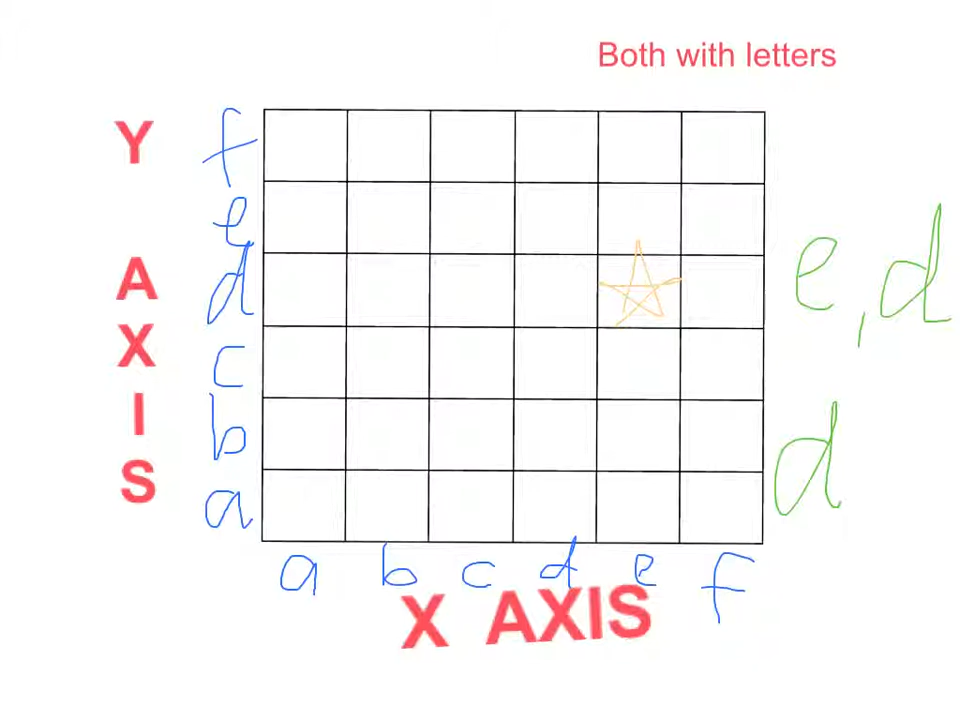 Both with letters
Y AXIS
f
e
d
c
b
a
a b c d e f
X AXIS
e,d
d